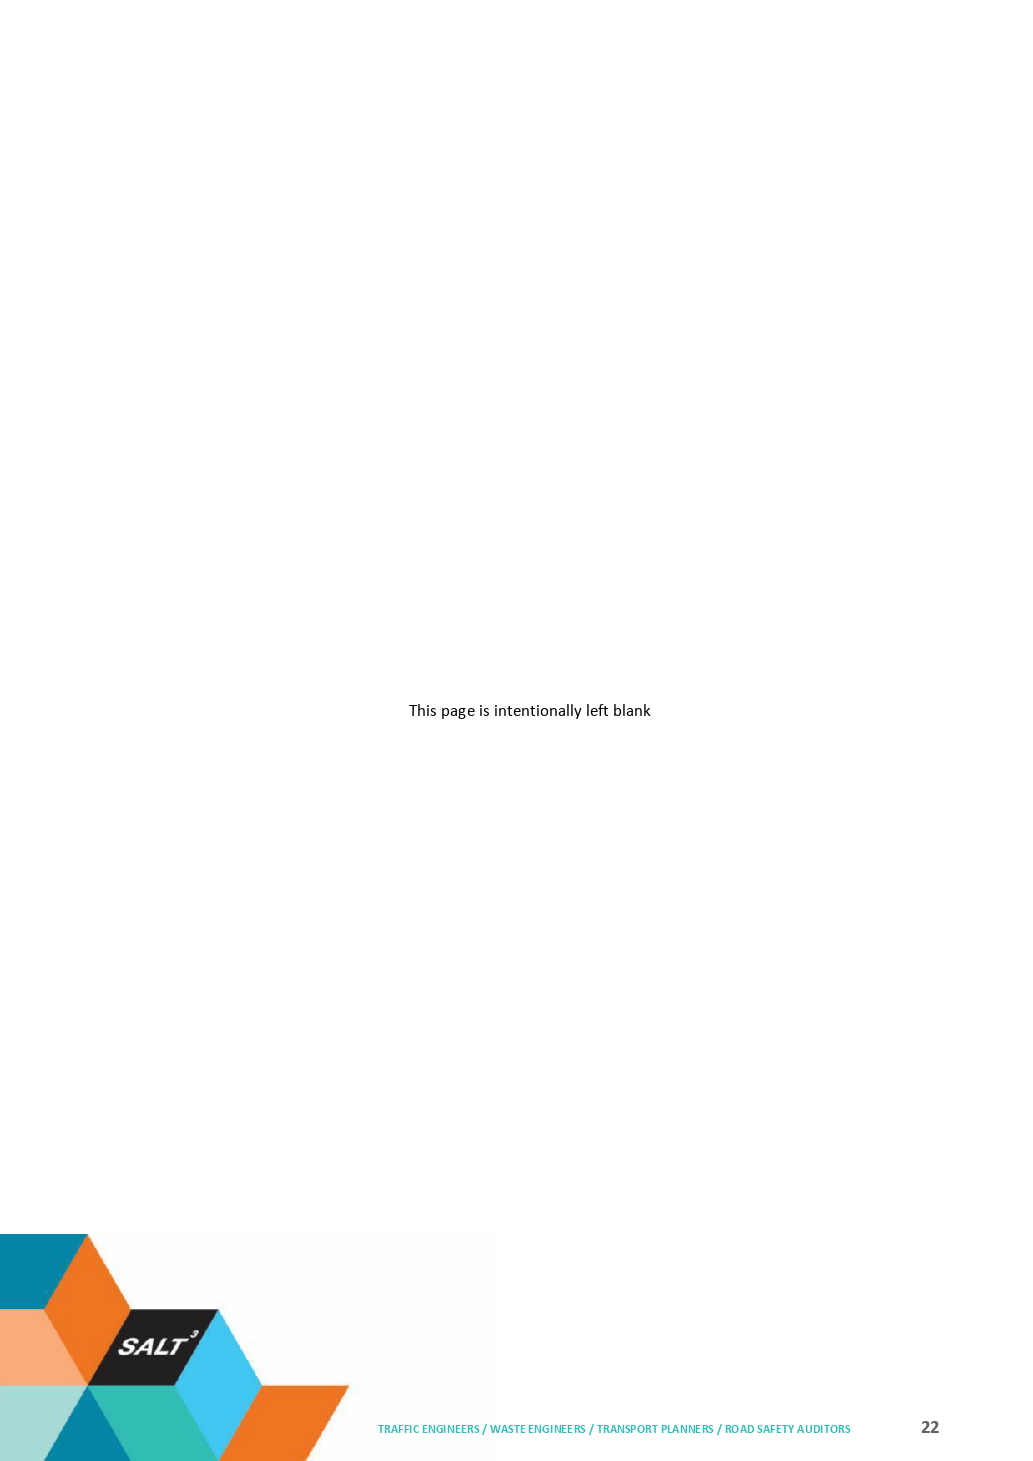 This page is intentionally left blank
SALT³
TRAFFIC ENGINEERS / WASTE ENGINEERS / TRANSPORT PLANNERS / ROAD SAFETY AUDITORS 22